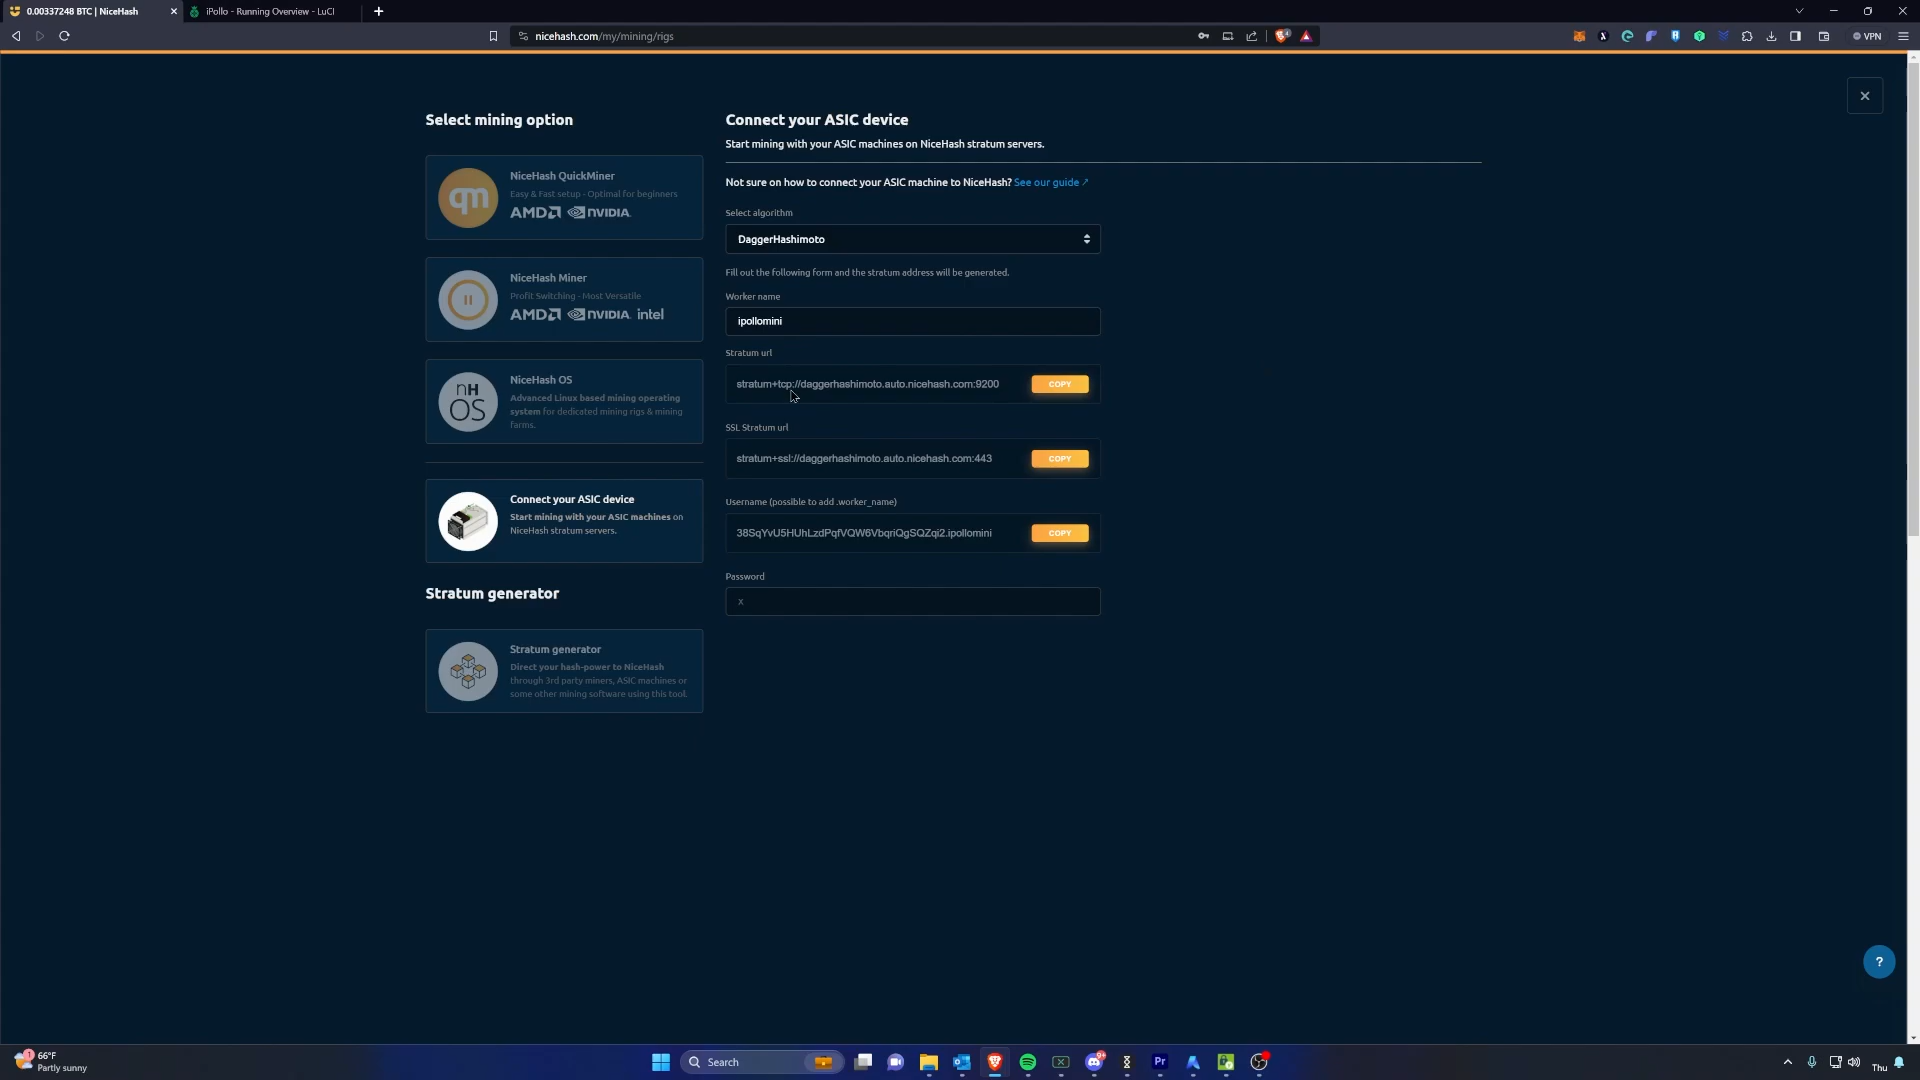 0.00337248 BTC | NiceHash
iPollo - Running Overview - LuCI
nicehash.com/my/mining/rigs
VPN
Select mining option
NiceHash QuickMiner
Easy & Fast setup - Optimal for beginners
qm
AMD NVIDIA.
NiceHash Miner
Profit Switching - Most Versatile
AMD NVIDIA. intel
NiceHash OS
Advanced Linux based mining operating
system for dedicated mining rigs & mining
farms.
nH
OS
Connect your ASIC device
Start mining with your ASIC machines on
NiceHash stratum servers.
Stratum generator
Stratum generator
Direct your hash-power to NiceHash
through 3rd party miners, ASIC machines or
some other mining software using this tool.
Connect your ASIC device
Start mining with your ASIC machines on NiceHash stratum servers.
Not sure on how to connect your ASIC machine to NiceHash? See our guide
Select algorithm
DaggerHashimoto
Fill out the following form and the stratum address will be generated.
Worker name
ipollomini
Stratum url
stratum+tcp://daggerhashimoto.auto.nicehash.com:9200
COPY
SSL Stratum url
stratum+ssl://daggerhashimoto.auto.nicehash.com:443
COPY
Username (possible to add .worker_name)
38SqYvU5HUhLzdPqfVQW6VbqriQgSQZqi2.ipollomini
COPY
Password
x
?
1
66°F
Partly sunny
Search
9+
Pr
Thu